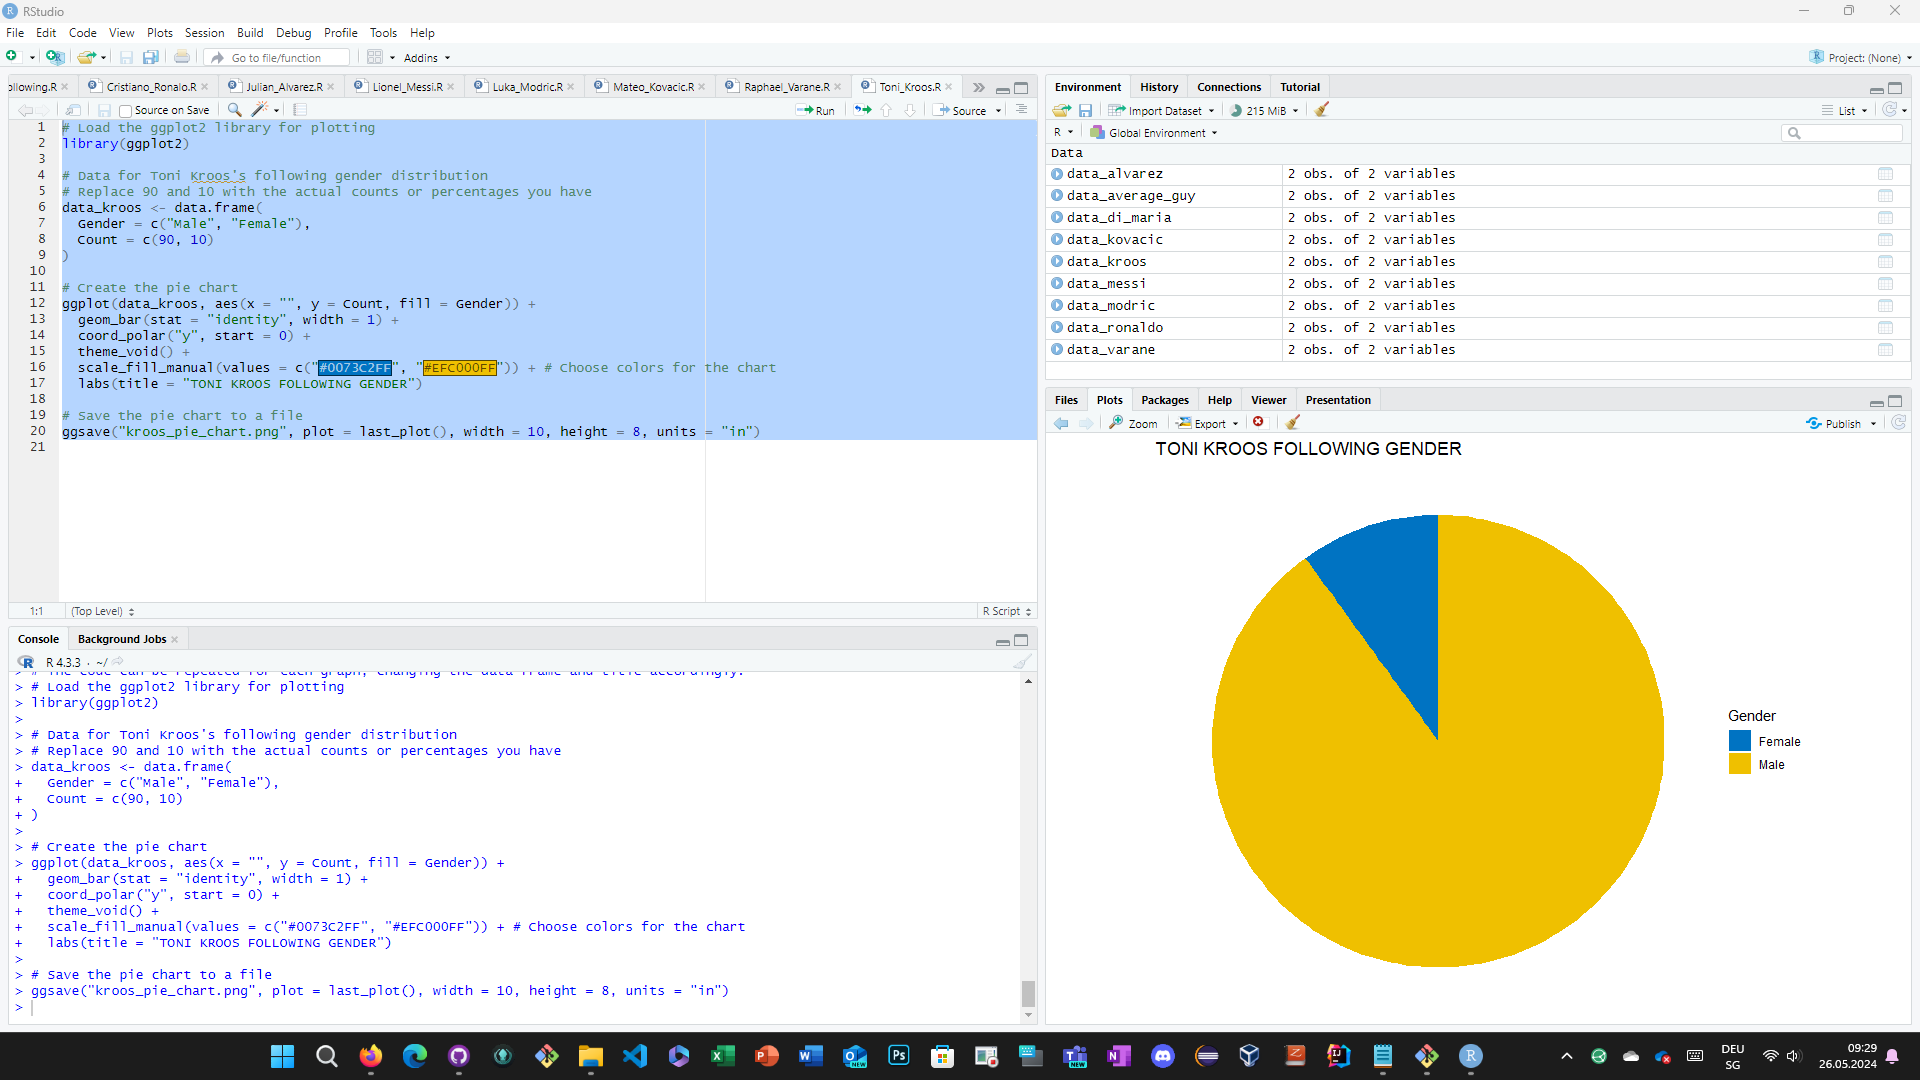 RStudio
File Edit Code View Plots Session Build Debug Profile Tools Help
Go to file/function Addins Project: (None)
ollowing.R Cristiano_Ronalo.R Julian_Alvarez.R Lionel_Messi.R Luka_Modric.R Mateo_Kovacic.R Raphael_Varane.R Toni_Kroos.R
Source on Save Run Source
1 # Load the ggplot2 library for plotting
2 library(ggplot2)
3
4 # Data for Toni Kroos's following gender distribution
5 # Replace 90 and 10 with the actual counts or percentages you have
6 data_kroos <- data.frame(
7 Gender = c("Male", "Female"),
8 Count = c(90, 10)
9 )
10
11 # Create the pie chart
12 ggplot(data_kroos, aes(x = "", y = Count, fill = Gender)) +
13 geom_bar(stat = "identity", width = 1) +
14 coord_polar("y", start = 0) +
15 theme_void() +
16 scale_fill_manual(values = c("#0073C2FF", "#EFC000FF")) + # Choose colors for the chart
17 labs(title = "TONI KROOS FOLLOWING GENDER")
18
19 # Save the pie chart to a file
20 ggsave("kroos_pie_chart.png", plot = last_plot(), width = 10, height = 8, units = "in")
21
1:1 (Top Level) R Script
Console Background Jobs
R 4.3.3 · ~/
> # The code can be repeated for each graph, changing the data frame and title accordingly.
> # Load the ggplot2 library for plotting
> library(ggplot2)
>
> # Data for Toni Kroos's following gender distribution
> # Replace 90 and 10 with the actual counts or percentages you have
> data_kroos <- data.frame(
+ Gender = c("Male", "Female"),
+ Count = c(90, 10)
+ )
>
> # Create the pie chart
> ggplot(data_kroos, aes(x = "", y = Count, fill = Gender)) +
+ geom_bar(stat = "identity", width = 1) +
+ coord_polar("y", start = 0) +
+ theme_void() +
+ scale_fill_manual(values = c("#0073C2FF", "#EFC000FF")) + # Choose colors for the chart
+ labs(title = "TONI KROOS FOLLOWING GENDER")
>
> # Save the pie chart to a file
> ggsave("kroos_pie_chart.png", plot = last_plot(), width = 10, height = 8, units = "in")
>
Environment History Connections Tutorial
Import Dataset 215 MiB List
R Global Environment
Data
data_alvarez 2 obs. of 2 variables
data_average_guy 2 obs. of 2 variables
data_di_maria 2 obs. of 2 variables
data_kovacic 2 obs. of 2 variables
data_kroos 2 obs. of 2 variables
data_messi 2 obs. of 2 variables
data_modric 2 obs. of 2 variables
data_ronaldo 2 obs. of 2 variables
data_varane 2 obs. of 2 variables
Files Plots Packages Help Viewer Presentation
Zoom Export Publish
TONI KROOS FOLLOWING GENDER
Gender
Female
Male
DEU
SG
09:29
26.05.2024